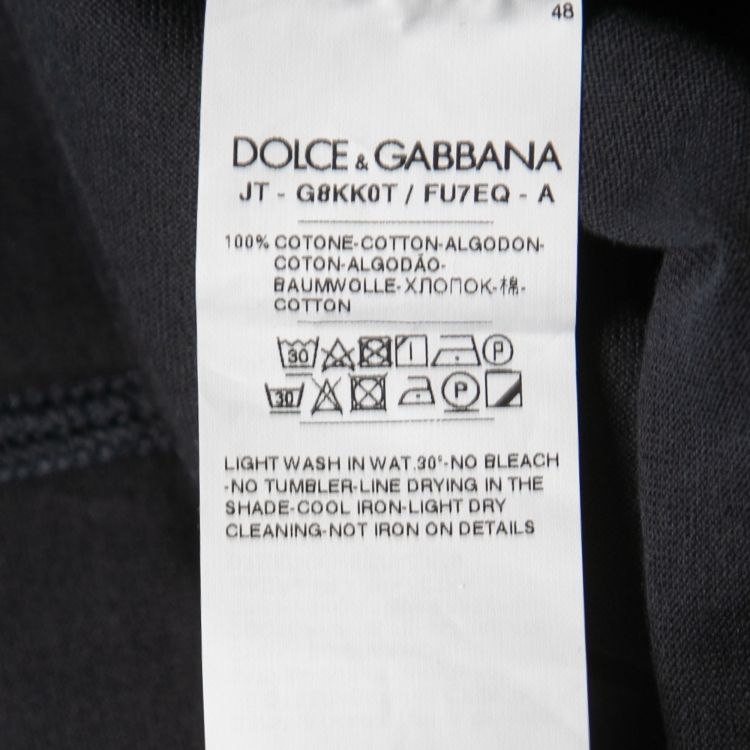 48
DOLCE & GABBANA
JT - G8KK0T / FU7EQ - A
100% COTONE-COTTON-ALGODON-
COTON-ALGODÃO-
BAUMWOLLE-ХЛОПОК-棉-
COTTON
30 P
30 P
LIGHT WASH IN WAT.30°-NO BLEACH
-NO TUMBLER-LINE DRYING IN THE
SHADE-COOL IRON-LIGHT DRY
CLEANING-NOT IRON ON DETAILS